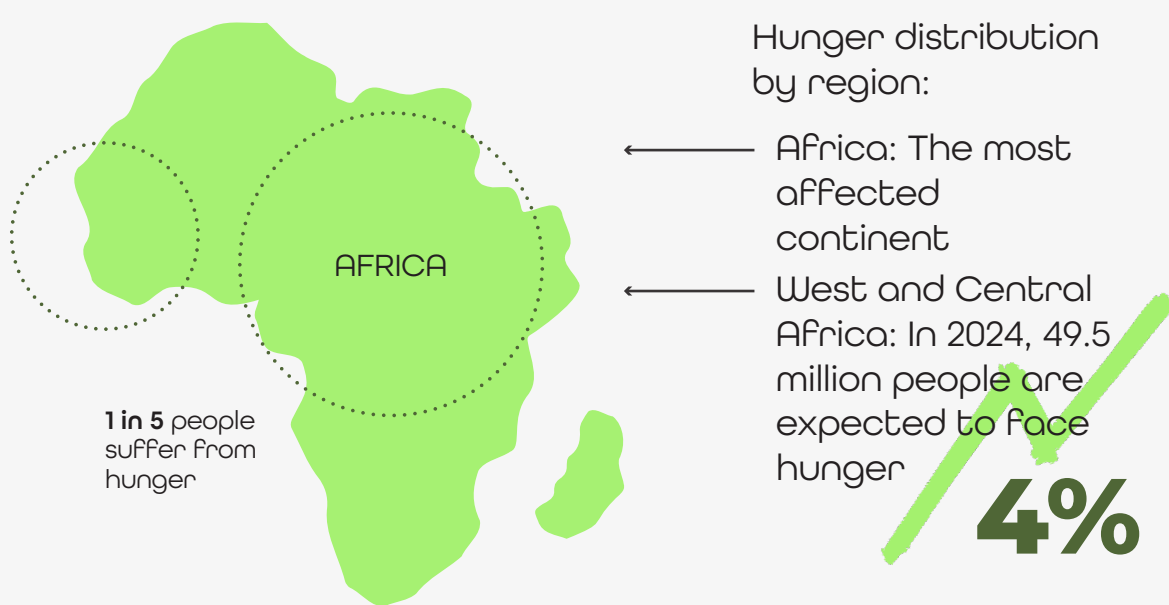 AFRICA
1 in 5 people
suffer from
hunger
Hunger distribution
by region:
Africa: The most
affected
continent
West and Central
Africa: In 2024, 49.5
million people are
expected to face
hunger
4%